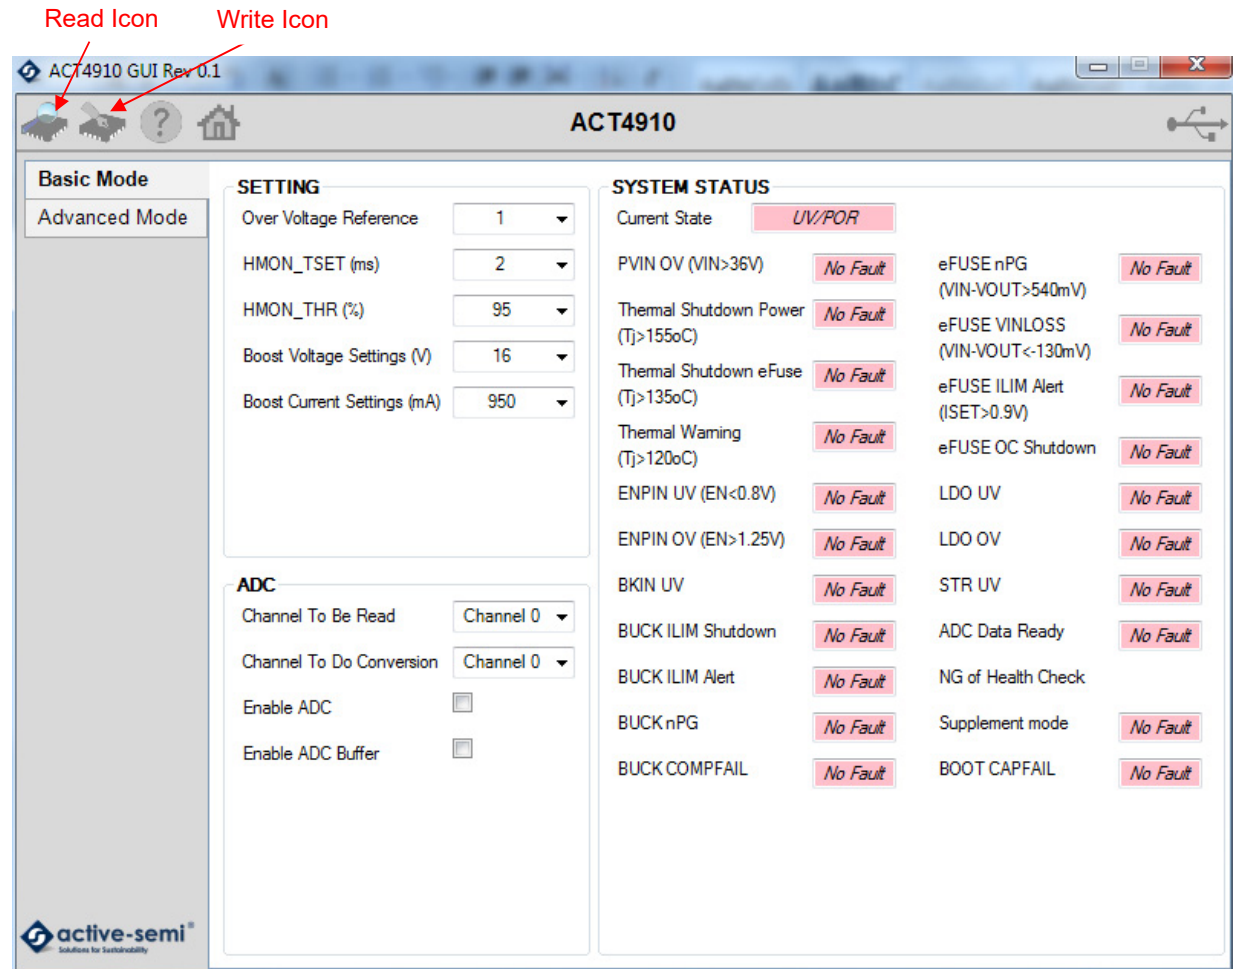 Read Icon
Write Icon
ACT4910 GUI Rev 0.1
ACT4910
Basic Mode
Advanced Mode
SETTING
Over Voltage Reference 1
HMON_TSET (ms) 2
HMON_THR (%) 95
Boost Voltage Settings (V) 16
Boost Current Settings (mA) 950
ADC
Channel To Be Read Channel 0
Channel To Do Conversion Channel 0
Enable ADC
Enable ADC Buffer
SYSTEM STATUS
Current State UV/POR
PVIN OV (VIN>36V) No Fault
Thermal Shutdown Power No Fault
(Tj>155oC)
Thermal Shutdown eFuse No Fault
(Tj>135oC)
Thermal Warning No Fault
(Tj>120oC)
ENPIN UV (EN<0.8V) No Fault
ENPIN OV (EN>1.25V) No Fault
BKIN UV No Fault
BUCK ILIM Shutdown No Fault
BUCK ILIM Alert No Fault
BUCK nPG No Fault
BUCK COMPFAIL No Fault
eFUSE nPG No Fault
(VIN-VOUT>540mV)
eFUSE VINLOSS No Fault
(VIN-VOUT<-130mV)
eFUSE ILIM Alert No Fault
(ISET>0.9V)
eFUSE OC Shutdown No Fault
LDO UV No Fault
LDO OV No Fault
STR UV No Fault
ADC Data Ready No Fault
NG of Health Check
Supplement mode No Fault
BOOT CAPFAIL No Fault
active-semi
Solutions for Sustainability